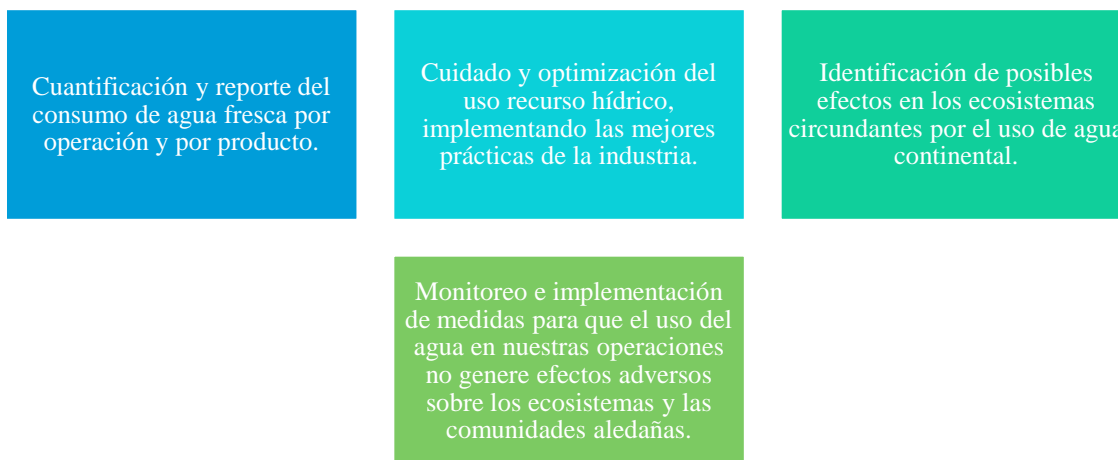 Cuantificación y reporte del
consumo de agua fresca por
operación y por producto.
Cuidado y optimización del
uso recurso hídrico,
implementando las mejores
prácticas de la industria.
Identificación de posibles
efectos en los ecosistemas
circundantes por el uso de agua
continental.
Monitoreo e implementación
de medidas para que el uso del
agua en nuestras operaciones
no genere efectos adversos
sobre los ecosistemas y las
comunidades aledañas.